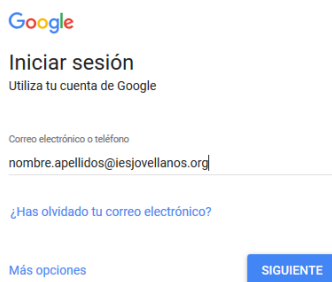 Google
Iniciar sesión
Utiliza tu cuenta de Google
Correo electrónico o teléfono
nombre.apellidos@iesjovellanos.org
¿Has olvidado tu correo electrónico?
Más opciones
SIGUIENTE